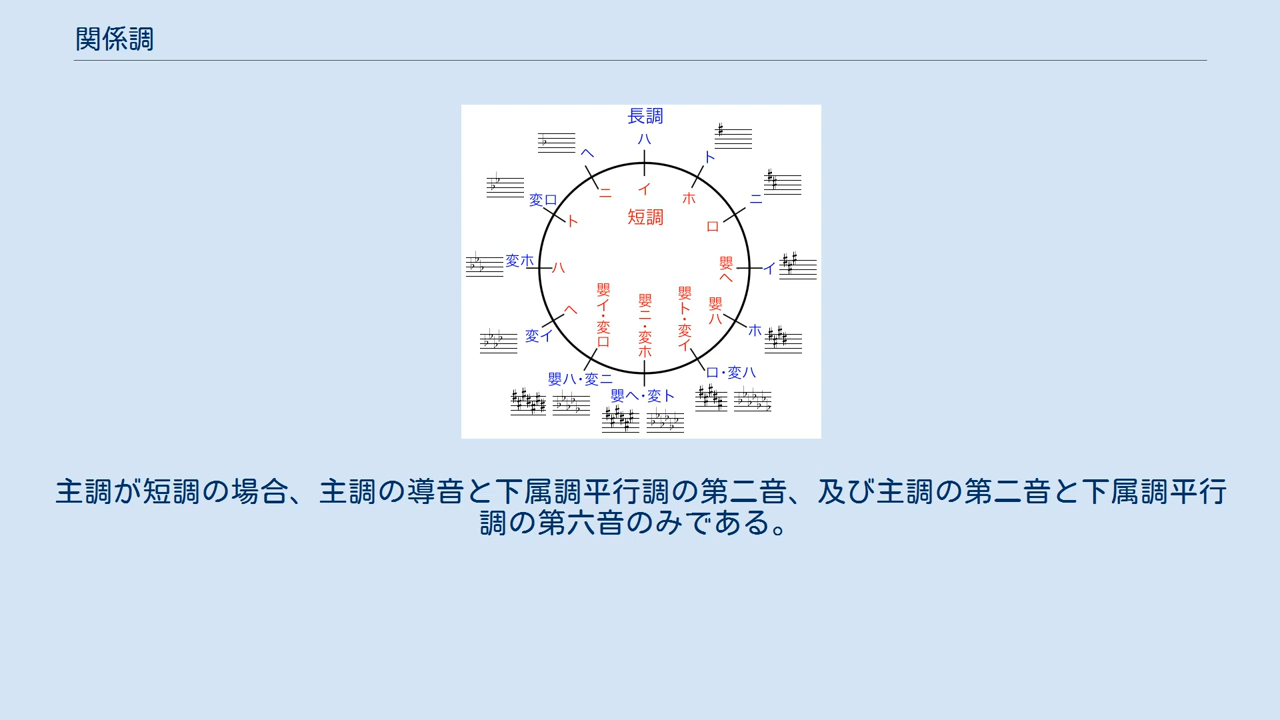 関係調
長調
ハ
ヘ
ト
変ロ
ニ
変ホ
イ
変イ
ホ
嬰ハ・変ニ
嬰ヘ・変ト
ロ・変ハ
イ
ニ
ホ
短調
ト
ロ
ハ
嬰ヘ
ヘ
嬰ハ
嬰イ・変ロ
嬰ニ・変ホ
嬰ト・変イ
主調が短調の場合、主調の導音と下属調平行調の第二音、及び主調の第二音と下属調平行
調の第六音のみである。